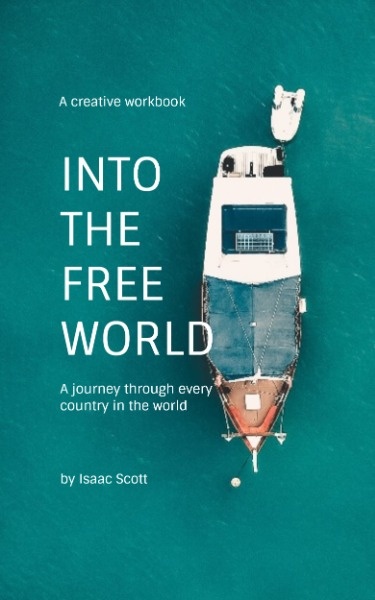 A creative workbook
INTO
THE
FREE
WORLD
A journey through every
country in the world
by Isaac Scott